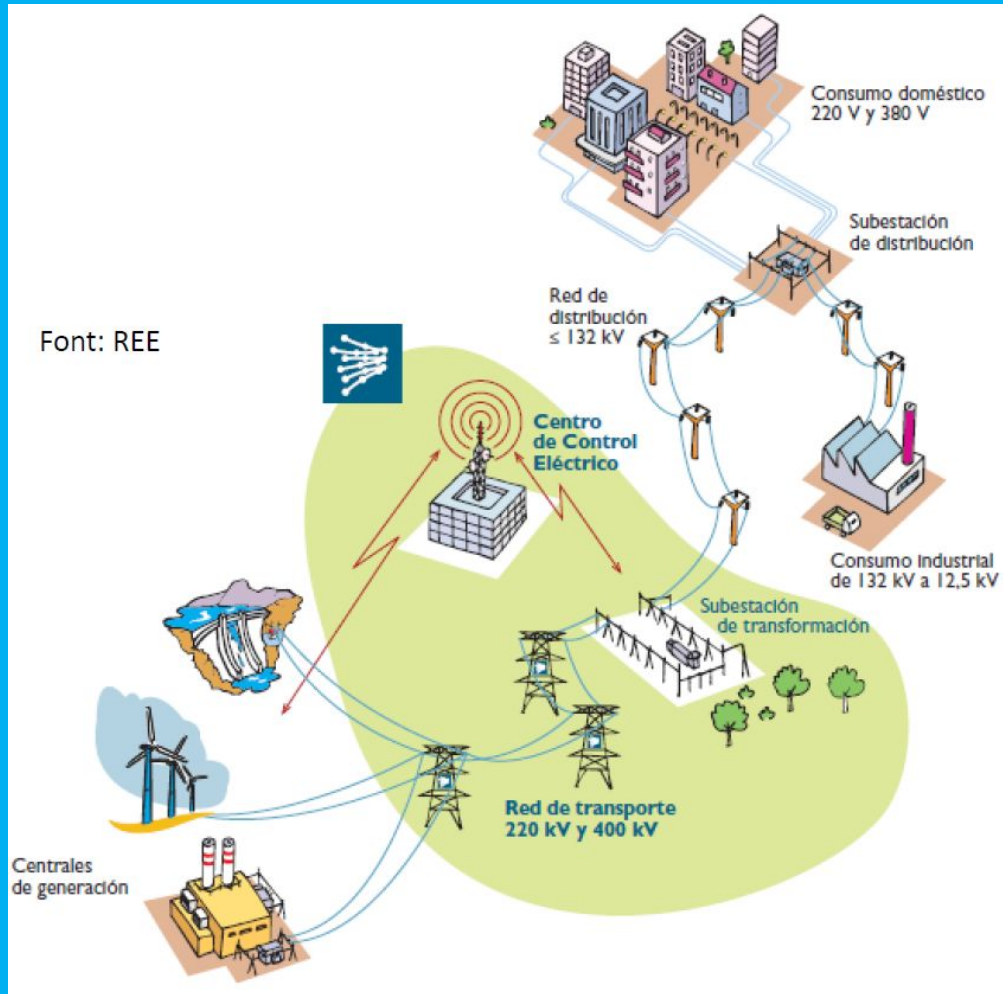 Consumo doméstico
220 V y 380 V
Subestación
de distribución
Red de
distribución
≤ 132 kV
Font: REE
Centro
de Control
Eléctrico
Consumo industrial
de 132 kV a 12,5 kV
Subestación
de transformación
Red de transporte
220 kV y 400 kV
Centrales
de generación